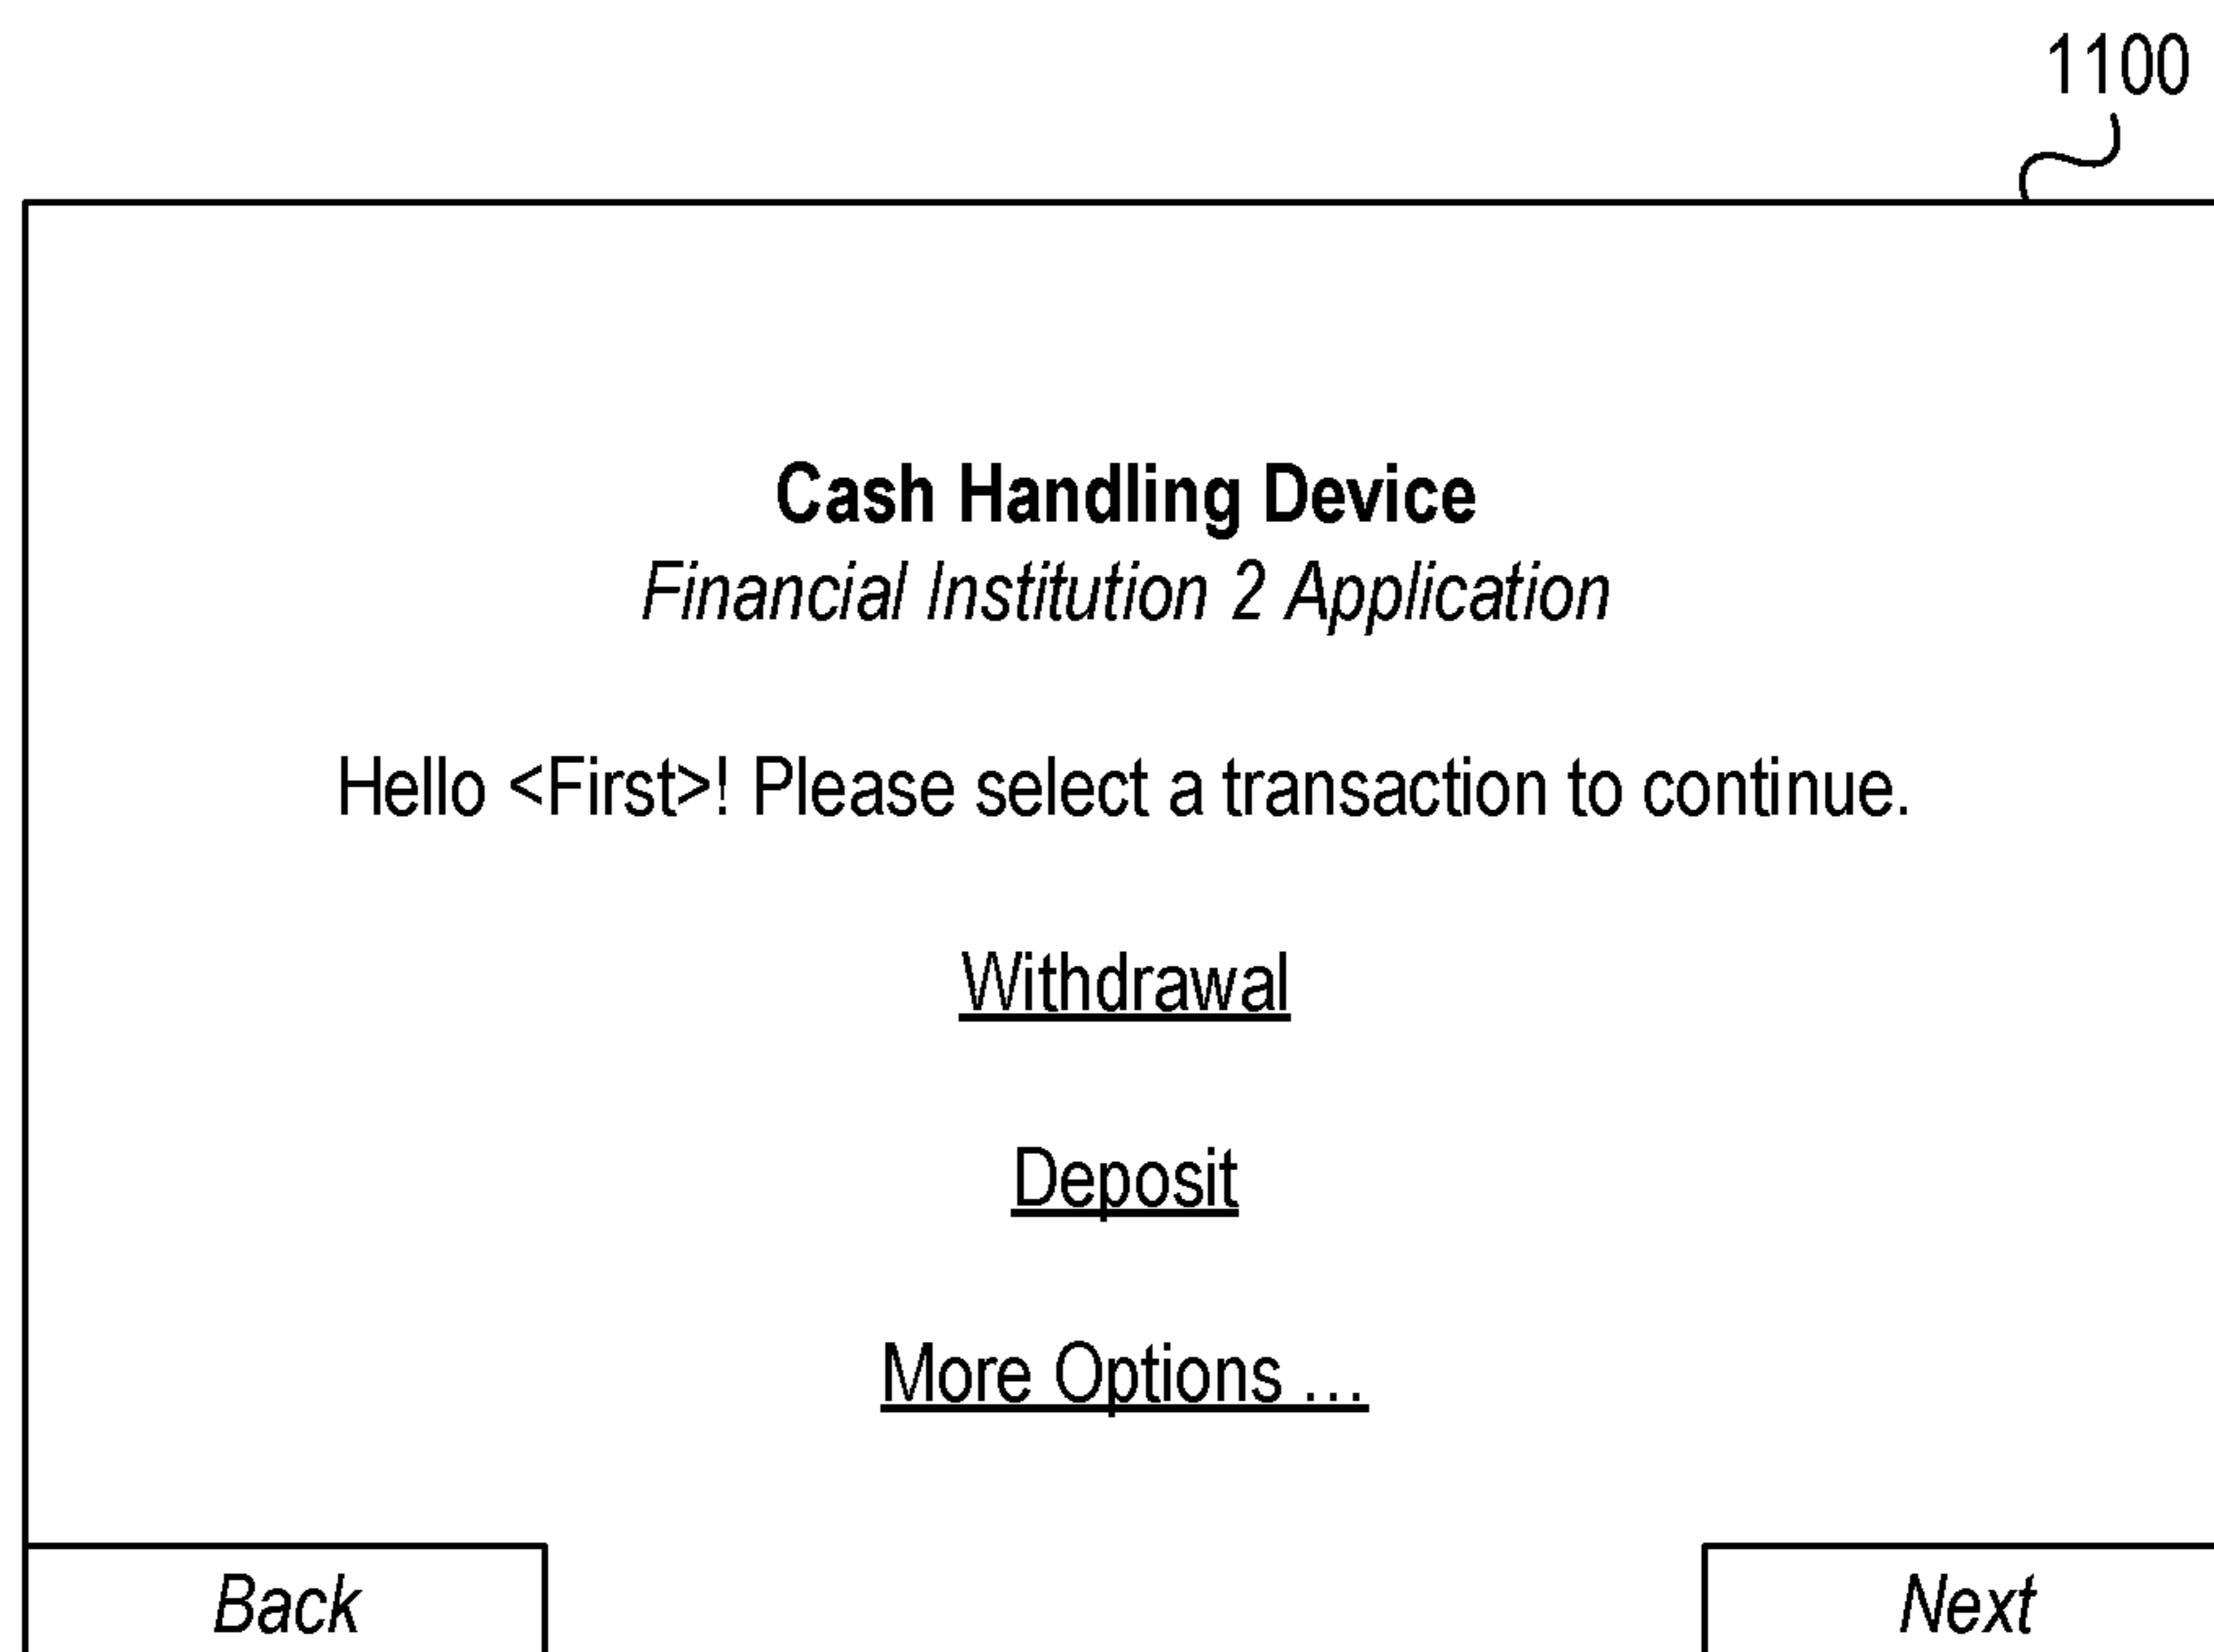 1100
Cash Handling Device
Financial Institution 2 Application
Hello <First>! Please select a transaction to continue.
Withdrawal
Deposit
More Options ...
Back
Next